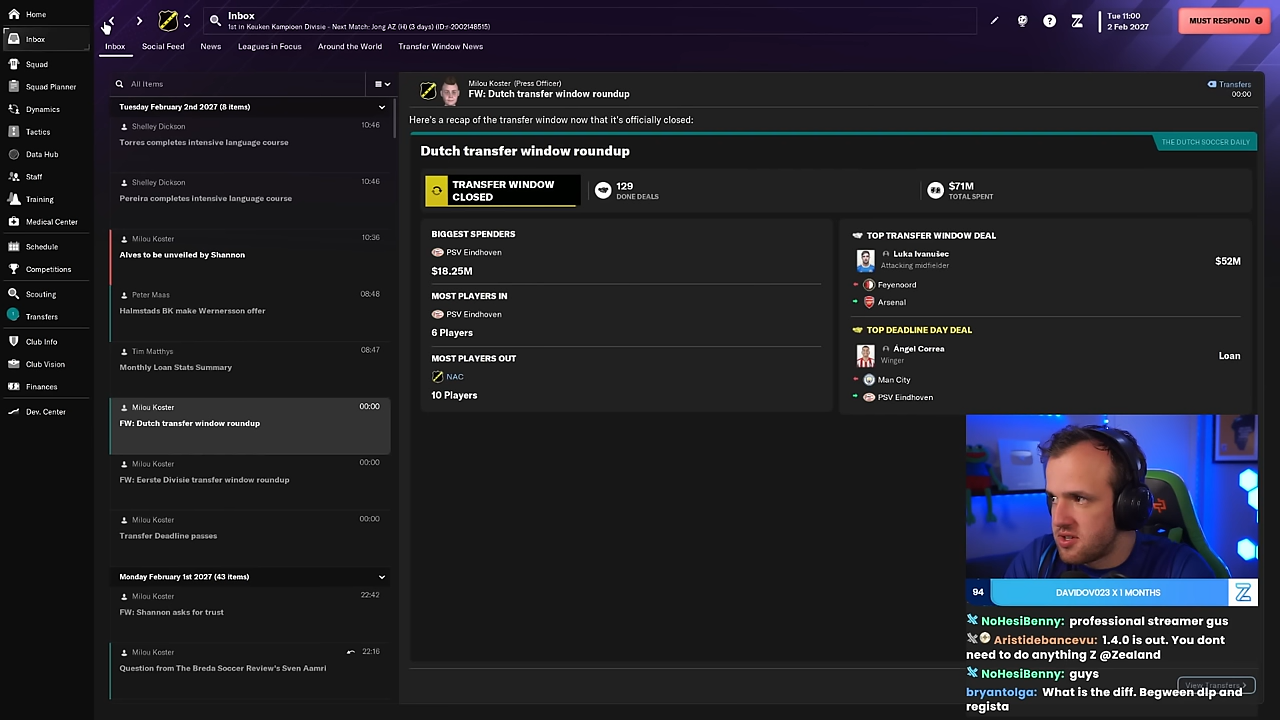 Home
Inbox
Squad
Squad Planner
Dynamics
Tactics
Data Hub
Staff
Training
Medical Center
Schedule
Competitions
Scouting
Transfers
Club Info
Club Vision
Finances
Dev. Center
Inbox
1st in Keuken Kampioen Divisie - Next Match: Jong AZ (H) (3 days) (ID:r-2002148515)
Tue 11:00
2 Feb 2027
MUST RESPOND
Inbox
Social Feed
News
Leagues in Focus
Around the World
Transfer Window News
All Items
Tuesday February 2nd 2027 (8 items)
Shelley Dickson 10:46
Torres completes intensive language course
Shelley Dickson 10:46
Pereira completes intensive language course
Milou Koster 10:36
Alves to be unveiled by Shannon
Peter Maas 08:48
Halmstads BK make Wernersson offer
Tim Matthys 08:47
Monthly Loan Stats Summary
Milou Koster 00:00
FW: Dutch transfer window roundup
Milou Koster 00:00
FW: Eerste Divisie transfer window roundup
Milou Koster 00:00
Transfer Deadline passes
Monday February 1st 2027 (43 items)
Milou Koster 22:42
FW: Shannon asks for trust
Milou Koster 22:16
Question from The Breda Soccer Review's Sven Aamri
Milou Koster (Press Officer)
FW: Dutch transfer window roundup
Transfers
00:00
Here's a recap of the transfer window now that it's officially closed:
Dutch transfer window roundup
THE DUTCH SOCCER DAILY
TRANSFER WINDOW
CLOSED
129
DONE DEALS
$71M
TOTAL SPENT
BIGGEST SPENDERS
PSV Eindhoven
$18.25M
MOST PLAYERS IN
PSV Eindhoven
6 Players
MOST PLAYERS OUT
NAC
10 Players
TOP TRANSFER WINDOW DEAL
Luka Ivanušec
Attacking midfielder
$52M
Feyenoord
Arsenal
TOP DEADLINE DAY DEAL
Ángel Correa
Winger
Loan
Man City
PSV Eindhoven
94
DAVIDOV023 X 1 MONTHS
Z
NoHesiBenny: professional streamer gus
Aristidebancevu: 1.4.0 is out. You dont
need to do anything Z @Zealand
NoHesiBenny: guys
bryantolga: What is the diff. Begween dlp and
regista
View Transfers